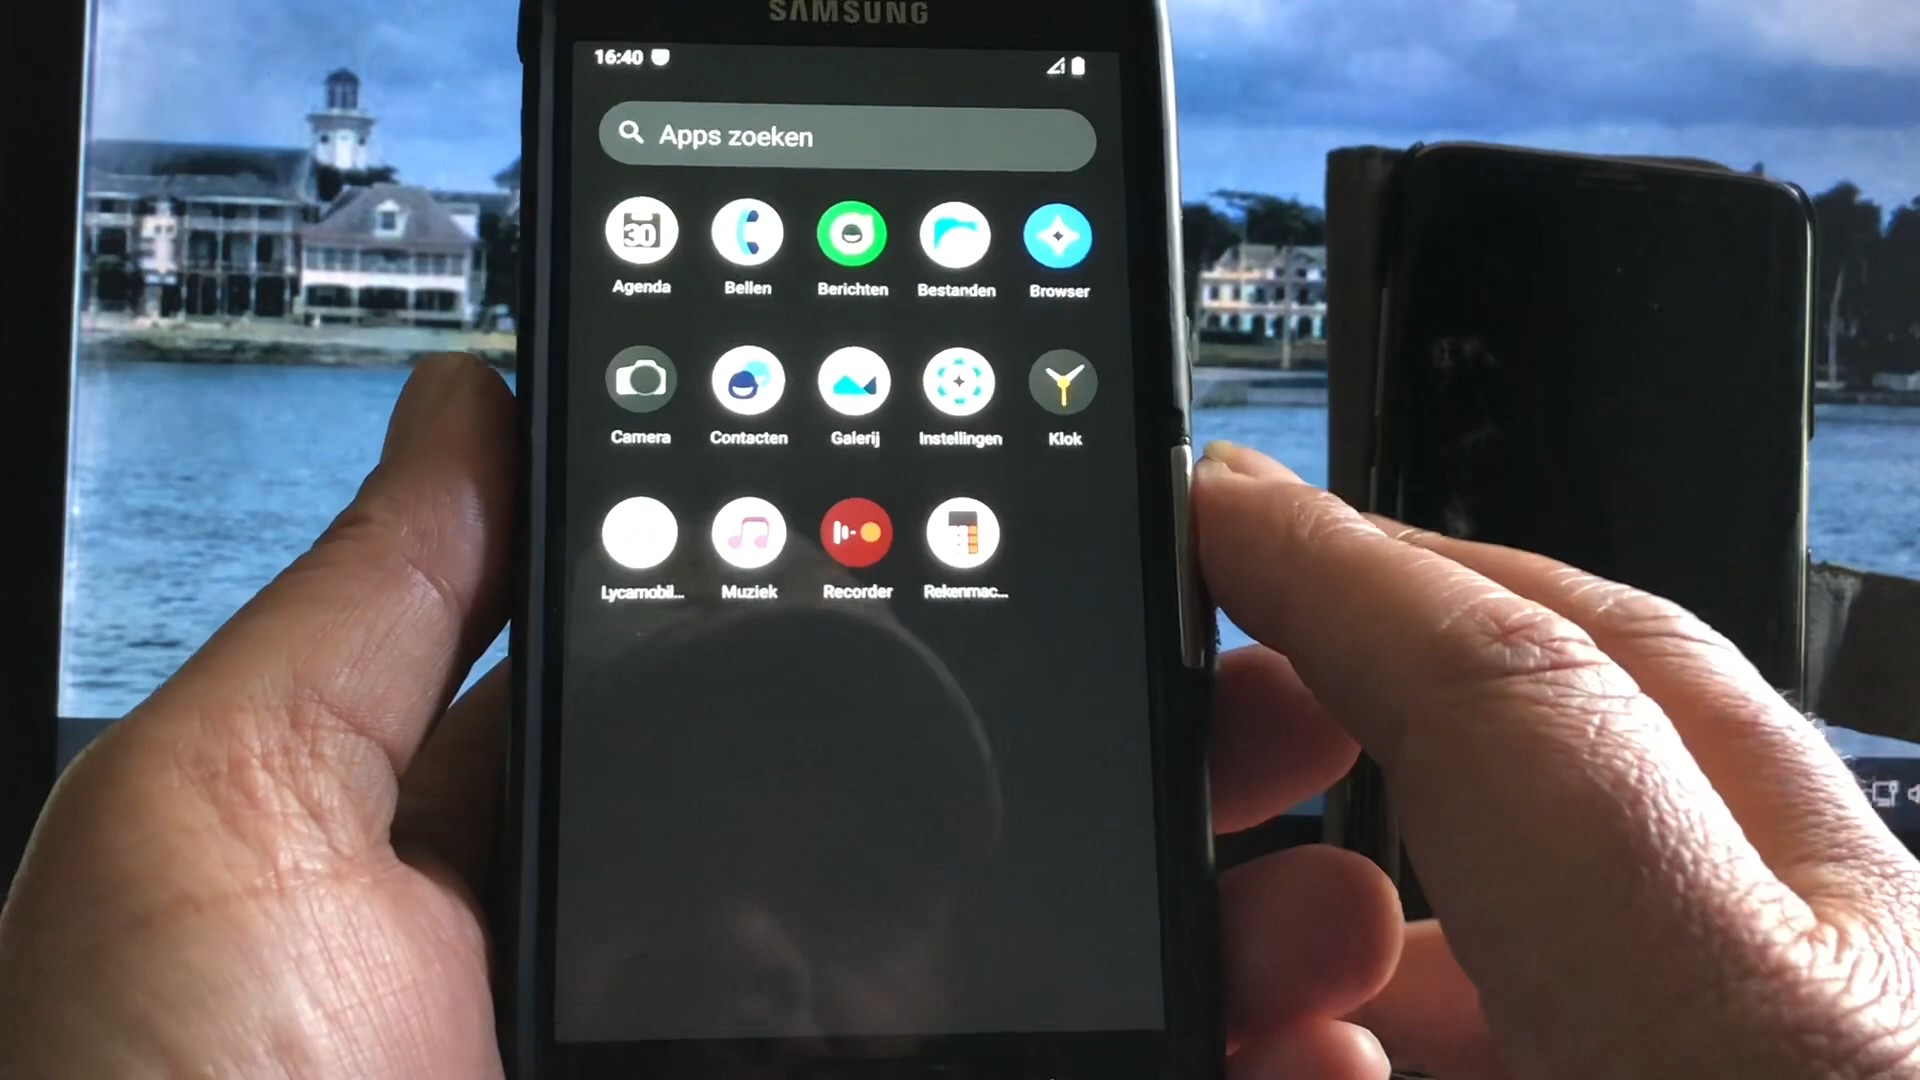 SAMSUNG
16:40
Apps zoeken
30
Agenda
Bellen
Berichten
Bestanden
Browser
Camera
Contacten
Galerij
Instellingen
Klok
Lycamobil...
Muziek
Recorder
Rekenmac...